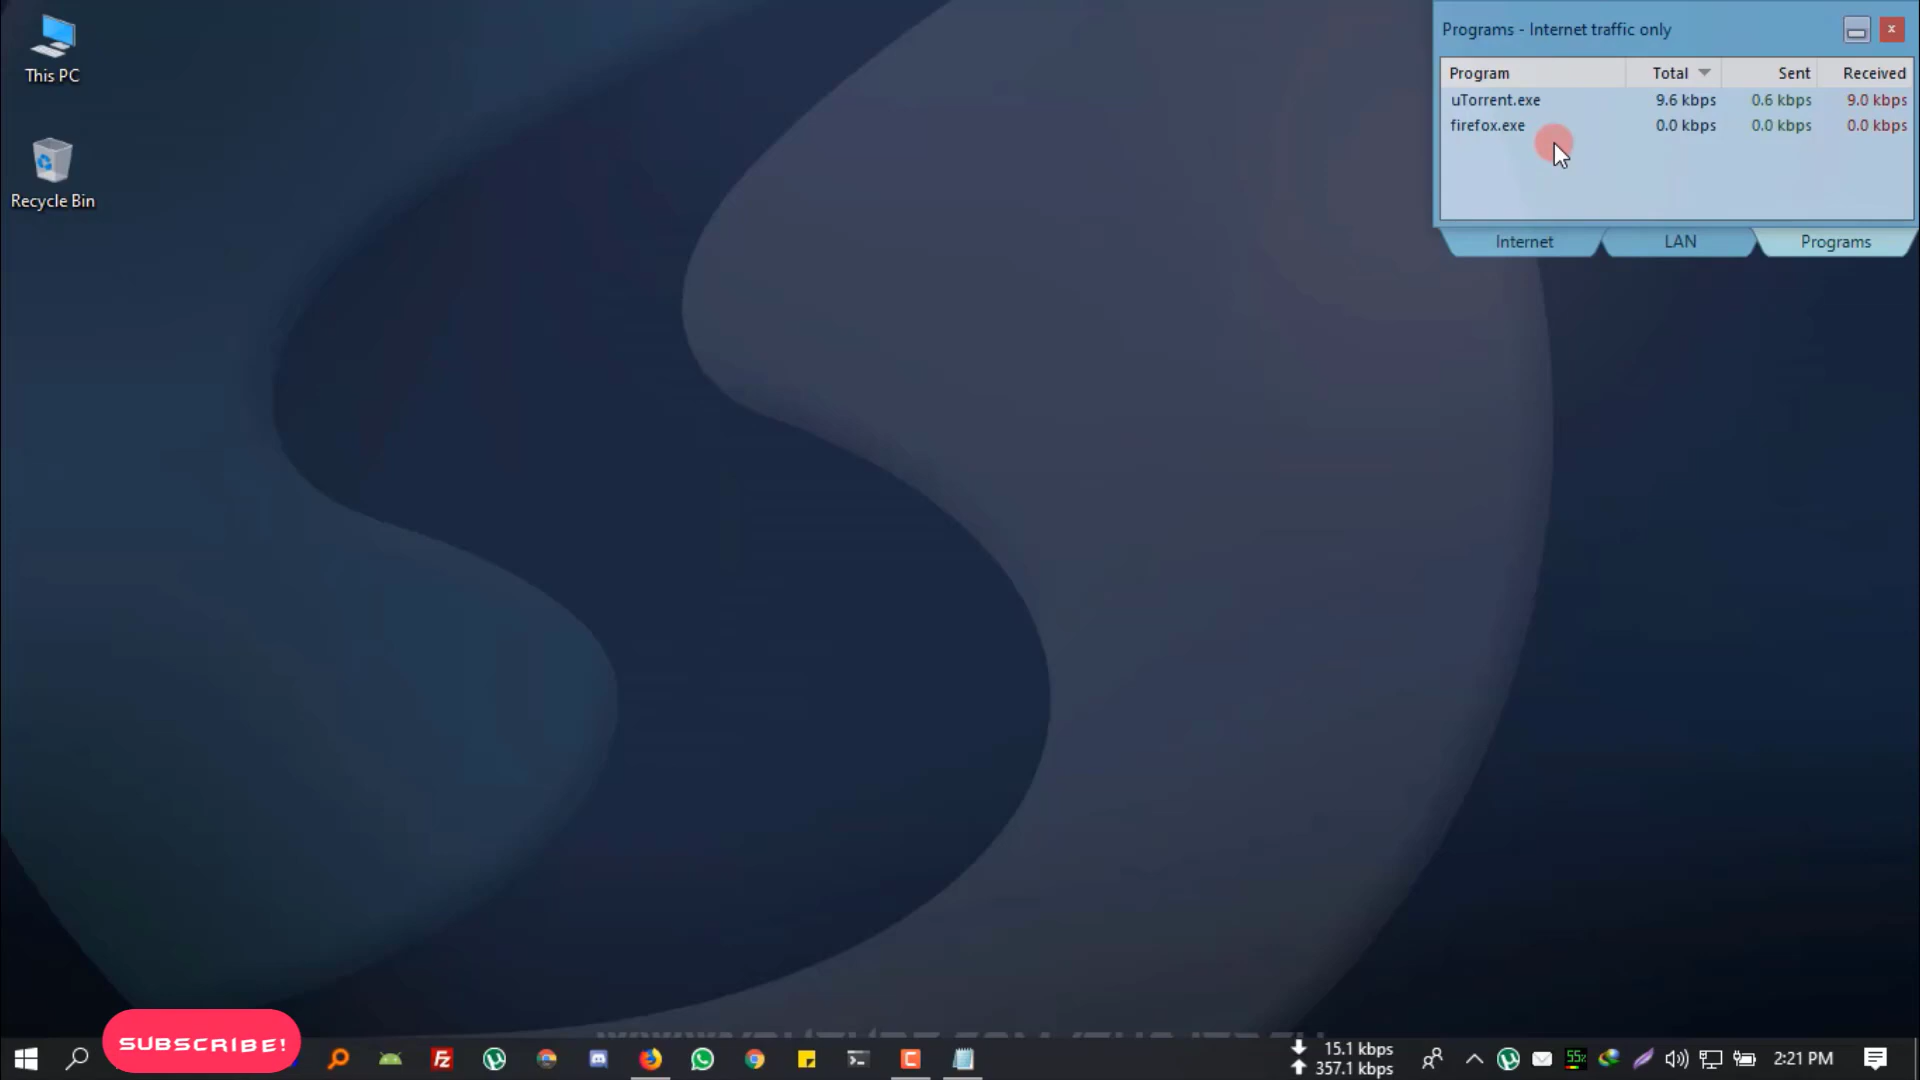 This PC
Recycle Bin
Programs - Internet traffic only
Program Total Sent Received
uTorrent.exe 9.6 kbps 0.6 kbps 9.0 kbps
firefox.exe 0.0 kbps 0.0 kbps 0.0 kbps
Internet LAN Programs
SUBSCRIBE!
Fz
15.1 kbps
357.1 kbps
55%
2:21 PM